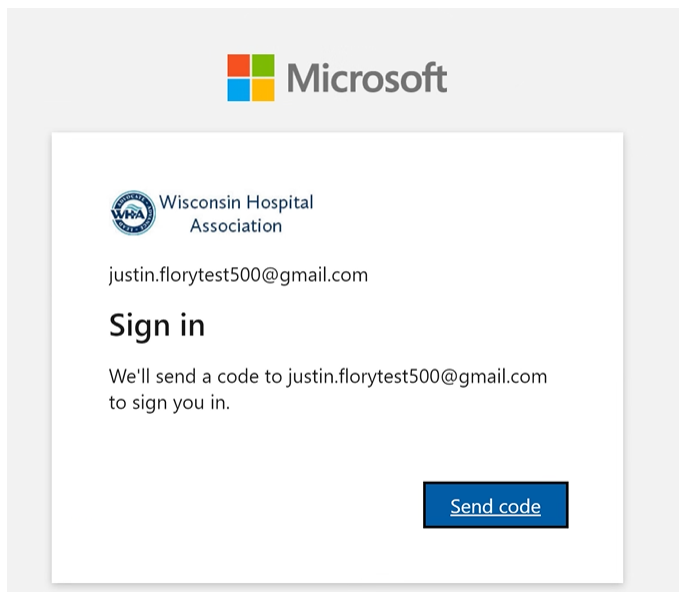 Microsoft
WHA
Wisconsin Hospital
Association
justin.florytest500@gmail.com
Sign in
We'll send a code to justin.florytest500@gmail.com
to sign you in.
Send code